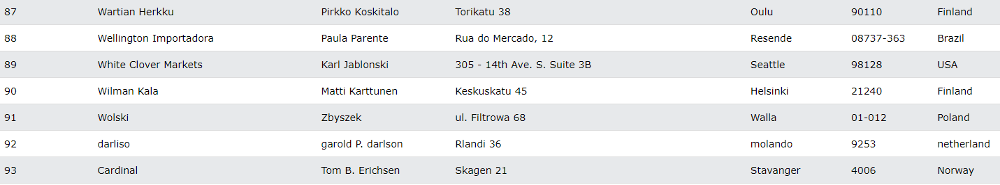 87 Wartian Herkku Pirkko Koskitalo Torikatu 38 Oulu 90110 Finland
88 Wellington Importadora Paula Parente Rua do Mercado, 12 Resende 08737-363 Brazil
89 White Clover Markets Karl Jablonski 305 - 14th Ave. S. Suite 3B Seattle 98128 USA
90 Wilman Kala Matti Karttunen Keskuskatu 45 Helsinki 21240 Finland
91 Wolski Zbyszek ul. Filtrowa 68 Walla 01-012 Poland
92 darliso garold P. darlson Rlandi 36 molando 9253 netherland
93 Cardinal Tom B. Erichsen Skagen 21 Stavanger 4006 Norway